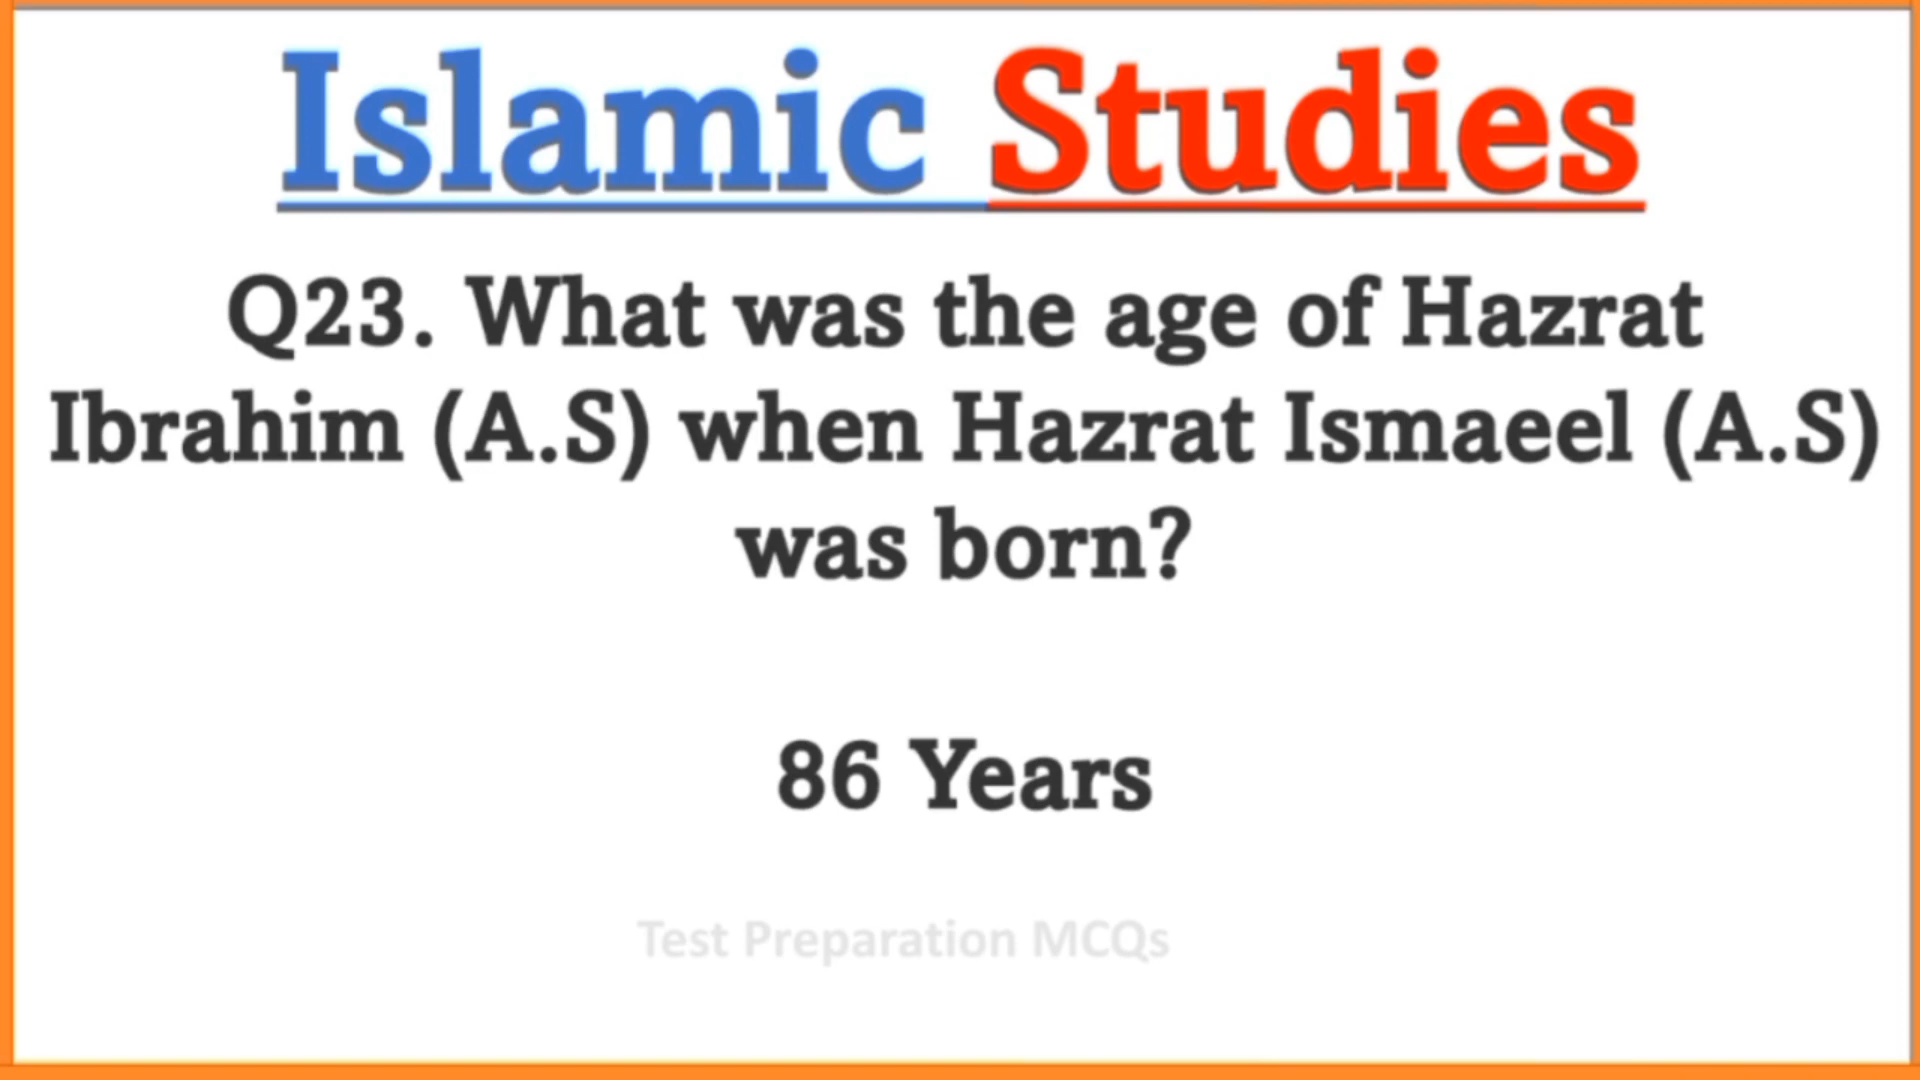 Islamic Studies
Q23. What was the age of Hazrat
Ibrahim (A.S) when Hazrat Ismaeel (A.S)
was born?
86 Years
Test Preparation MCQs